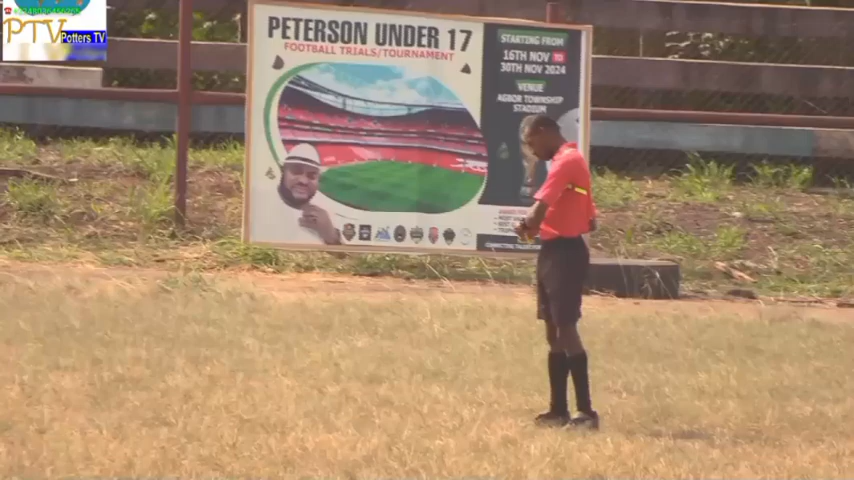 PTV
Potters TV
PETERSON UNDER 17
FOOTBALL TRIALS/TOURNAMENT
STARTING FROM
16TH NOV TO
30TH NOV 2024
VENUE
AGBOR TOWNSHIP
STADIUM